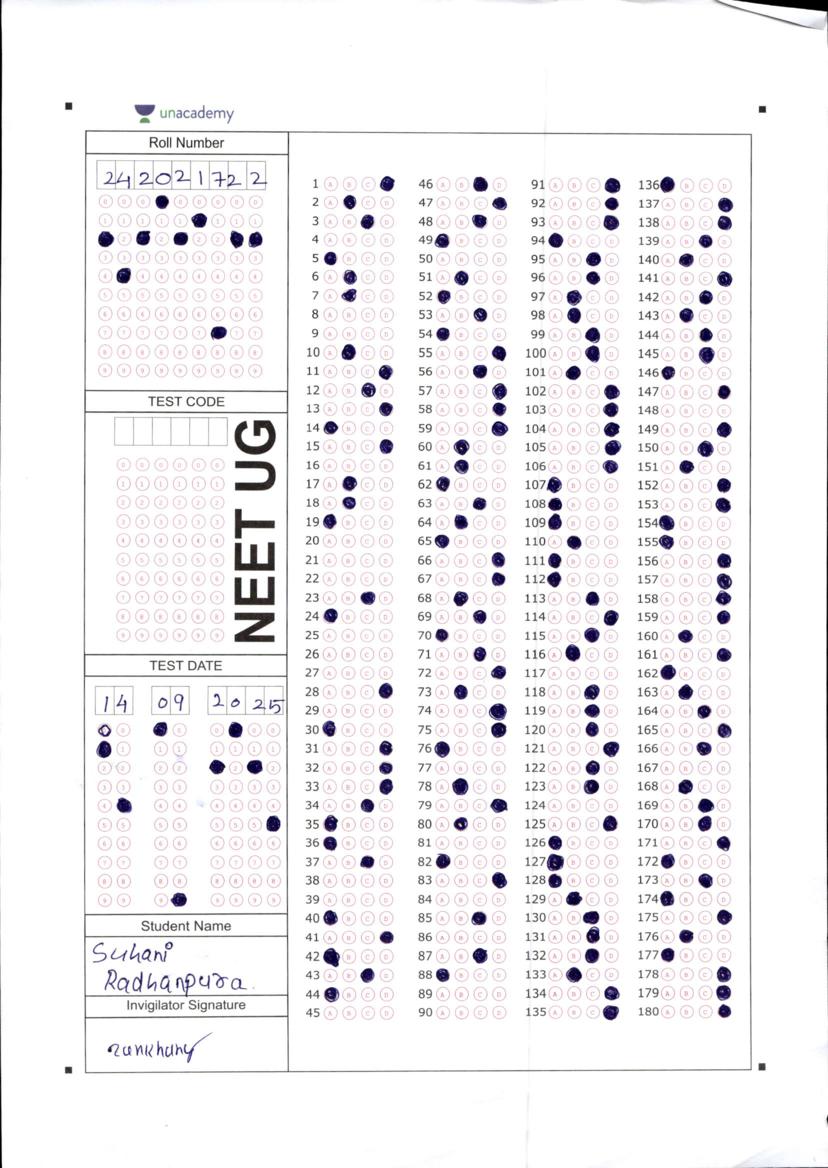 unacademy
Roll Number
24 20 2 1 7 2 2
TEST CODE
NEET UG
TEST DATE
14 09 2025
Student Name
Suhani
Radhanpura.
Invigilator Signature
1 A B C
2 A C D
3 A B D
4 A B C D
5 B C D
6 A C D
7 A C D
8 A B C D
9 A B C D
10 A C D
11 A B C
12 A B D
13 A B C
14 B C D
15 A B C
16 A B C D
17 A C D
18 A C D
19 B C D
20 A B C D
21 A B C D
22 A B C D
23 A B D
24 B C D
25 A B C D
26 A B C D
27 A B C D
28 A B C
29 A B C D
30 B C D
31 A B C
32 A B C
33 A B C
34 A B D
35 B C D
36 B C D
37 A B D
38 A B C D
39 A B C D
40 B C D
41 A B C
42 B C D
43 A B D
44 B C D
45 A B C D
46 A B D
47 A B C
48 A B D
49 B C D
50 A B C D
51 A C D
52 B C D
53 A B D
54 B C D
55 A B C
56 A B D
57 A B C
58 A B C
59 A B C
60 A C D
61 A C D
62 B C D
63 A B D
64 A C D
65 B C D
66 A B C
67 A B C
68 A C D
69 A B D
70 B C D
71 A B D
72 A B C
73 A C D
74 A B C
75 A B C
76 B C D
77 A B C D
78 A C D
79 A B C
80 A C D
81 A B C D
82 B C D
83 A B C
84 A B C D
85 A B D
86 A B C D
87 A B D
88 B C D
89 A B C D
90 A B C D
91 A B C
92 A B C
93 A B C
94 B C D
95 A B D
96 A B D
97 A C D
98 A C D
99 A B D
100 A B D
101 A C D
102 A B C
103 A B C
104 A B C
105 A B C
106 A B C
107 B C D
108 B C D
109 B C D
110 A C D
111 B C D
112 B C D
113 A B D
114 A B C
115 A B D
116 A C D
117 A B C D
118 A B D
119 A B D
120 A B D
121 A B C
122 A B D
123 A B D
124 A B C D
125 A B C
126 B C D
127 B C D
128 B C D
129 A C D
130 A B D
131 A B D
132 A B D
133 A C D
134 A B C
135 A B C
136 B C D
137 A B C
138 A B C
139 A B D
140 A C D
141 A B C
142 A B D
143 A C D
144 A B D
145 A B D
146 B C D
147 A B C
148 A B C D
149 A B C
150 A B D
151 A C D
152 A B C
153 A B C
154 B C D
155 B C D
156 A B C
157 A B C
158 A B C
159 A B C
160 A C D
161 A B C
162 B C D
163 A C D
164 A B D
165 A B C
166 A B D
167 A B C D
168 A C D
169 A B D
170 A B D
171 A B C
172 B C D
173 A B D
174 B C D
175 A B C
176 A C D
177 B C D
178 A B C
179 A B C
180 A B C